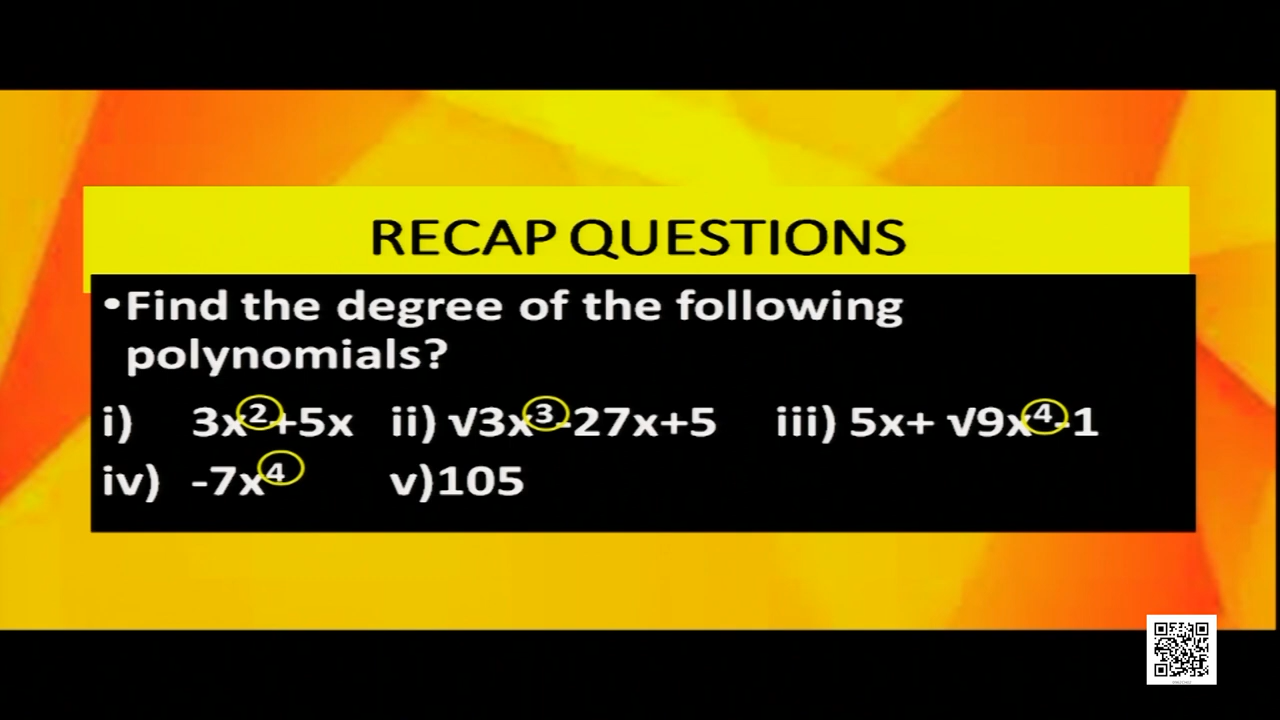 RECAP QUESTIONS
•Find the degree of the following
polynomials?
i) 3x²+5x ii) √3x³-27x+5 iii) 5x+ √9x⁴-1
iv) -7x⁴ v)105